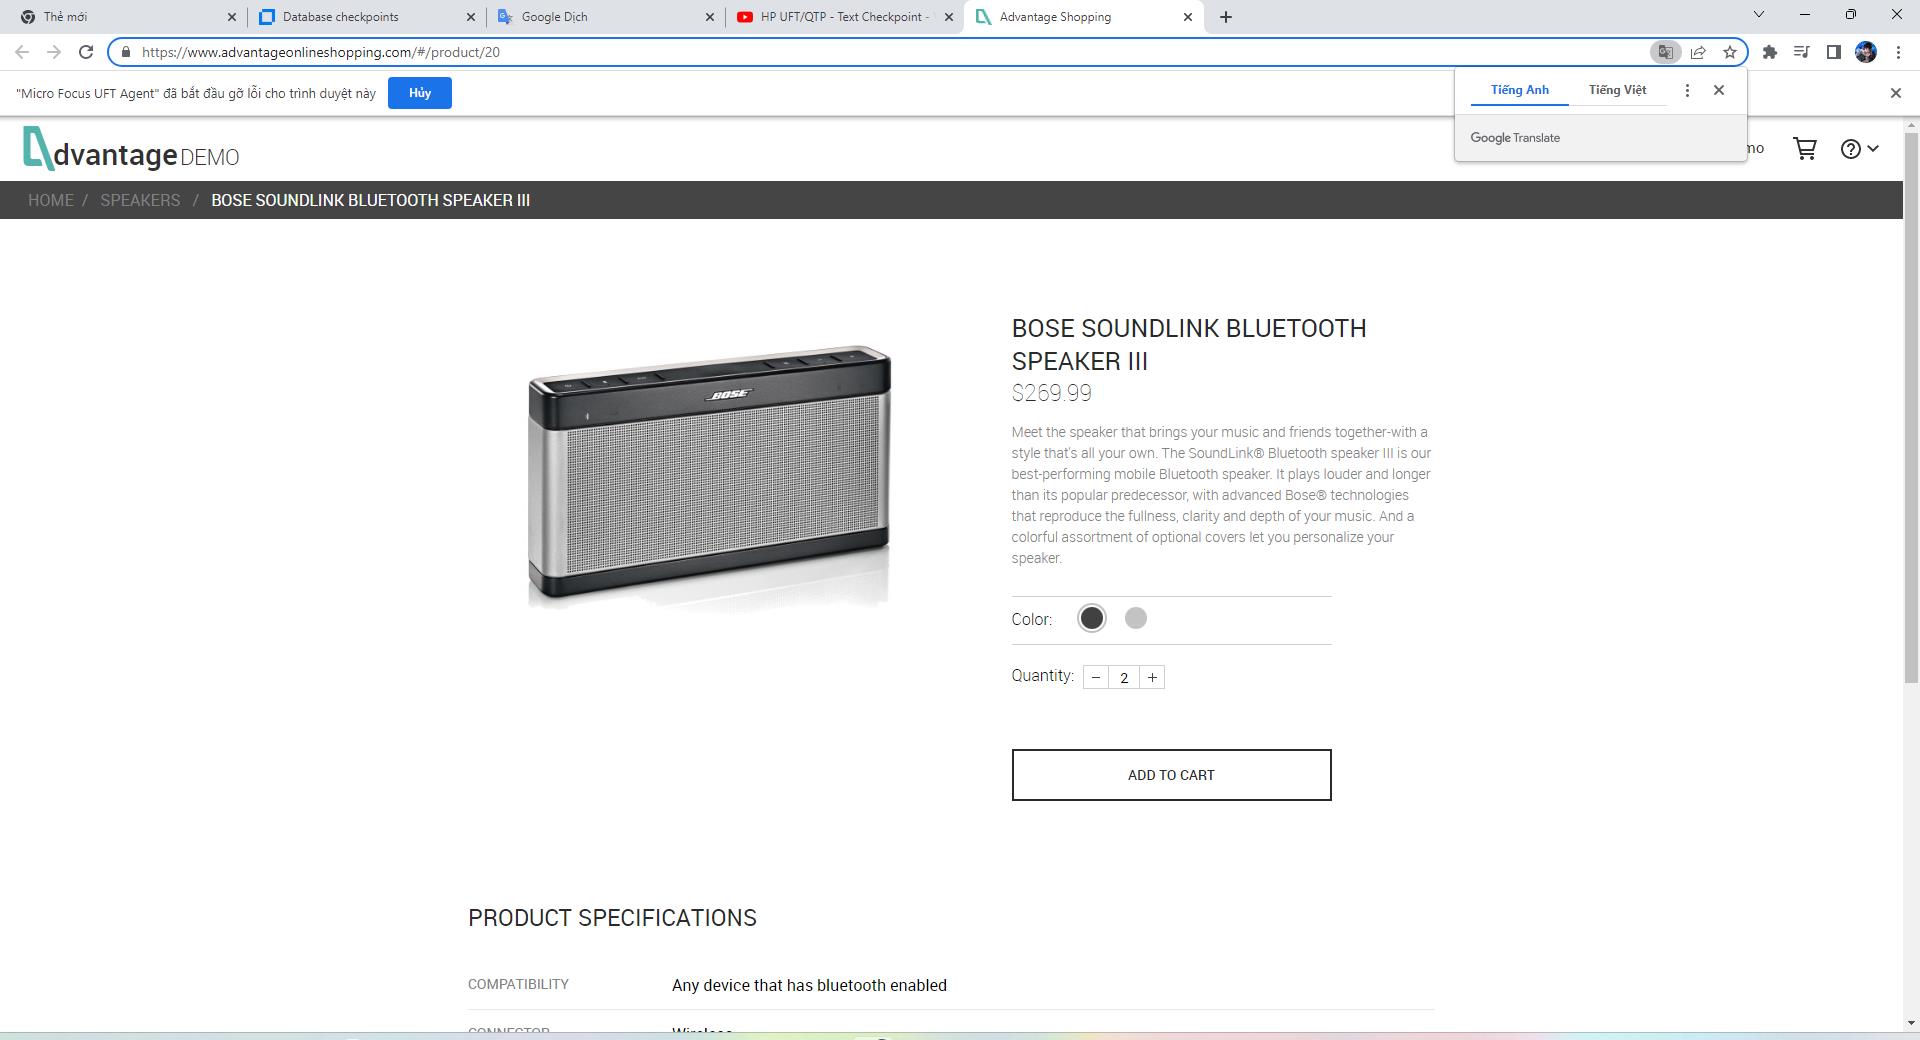 Thẻ mới
Database checkpoints
Google Dịch
HP UFT/QTP - Text Checkpoint -
Advantage Shopping
https://www.advantageonlineshopping.com/#/product/20
"Micro Focus UFT Agent" đã bắt đầu gỡ lỗi cho trình duyệt này
Hủy
Tiếng Anh
Tiếng Việt
Google Translate
dvantage DEMO
mo
HOME / SPEAKERS / BOSE SOUNDLINK BLUETOOTH SPEAKER III
BOSE
BOSE SOUNDLINK BLUETOOTH
SPEAKER III
$269.99
Meet the speaker that brings your music and friends together-with a
style that's all your own. The SoundLink® Bluetooth speaker III is our
best-performing mobile Bluetooth speaker. It plays louder and longer
than its popular predecessor, with advanced Bose® technologies
that reproduce the fullness, clarity and depth of your music. And a
colorful assortment of optional covers let you personalize your
speaker.
Color:
Quantity: − 2 +
ADD TO CART
PRODUCT SPECIFICATIONS
COMPATIBILITY Any device that has bluetooth enabled
CONNECTOR Wireless